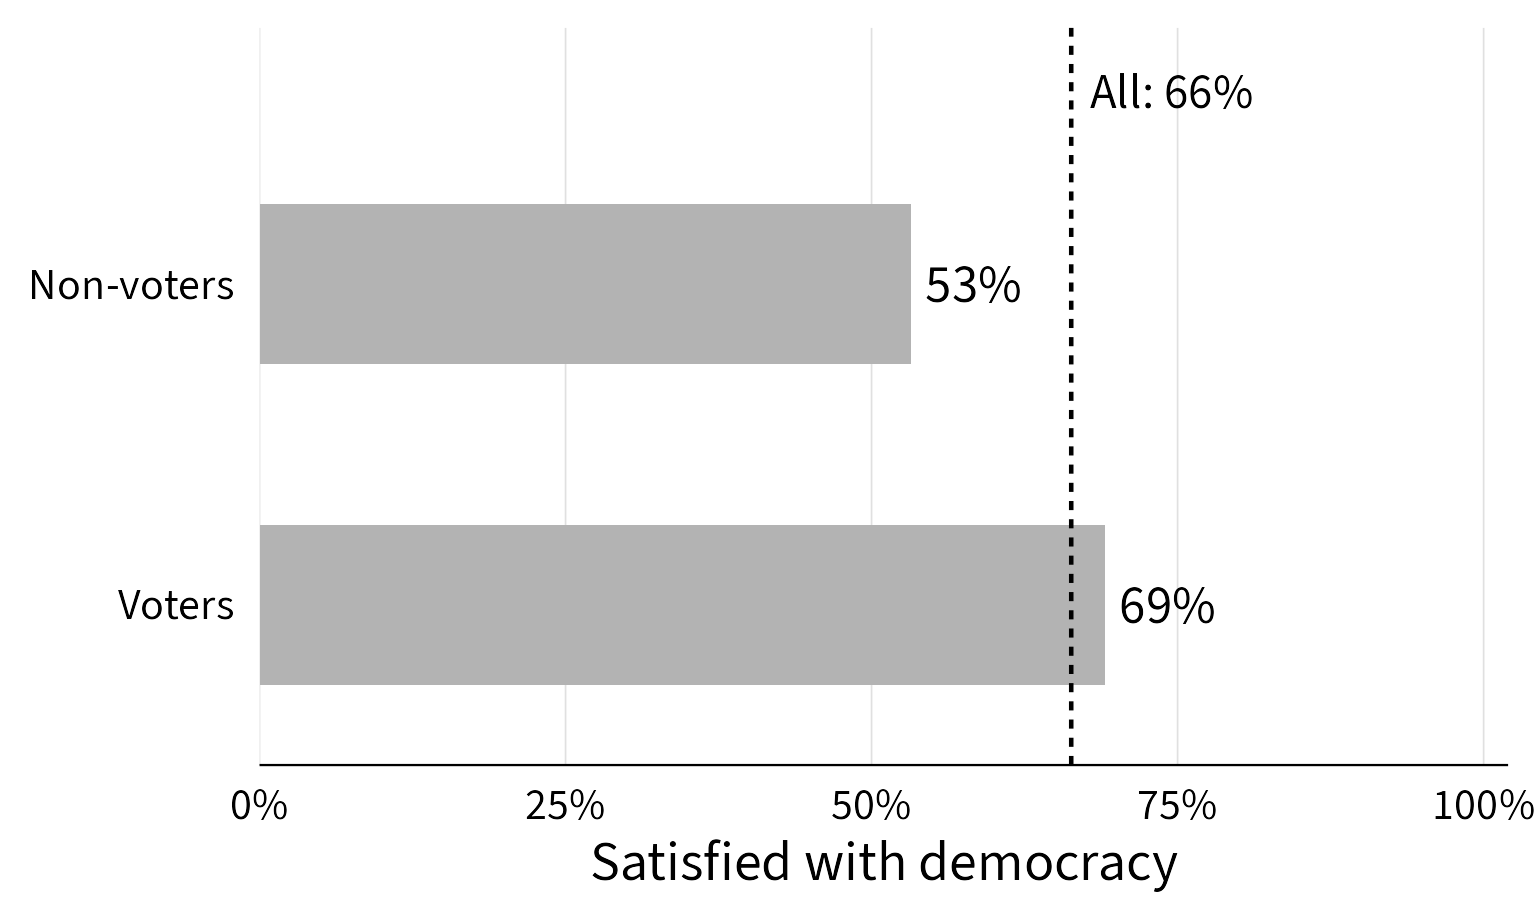 All: 66%
Non-voters 53%
Voters 69%
0% 25% 50% 75% 100%
Satisfied with democracy